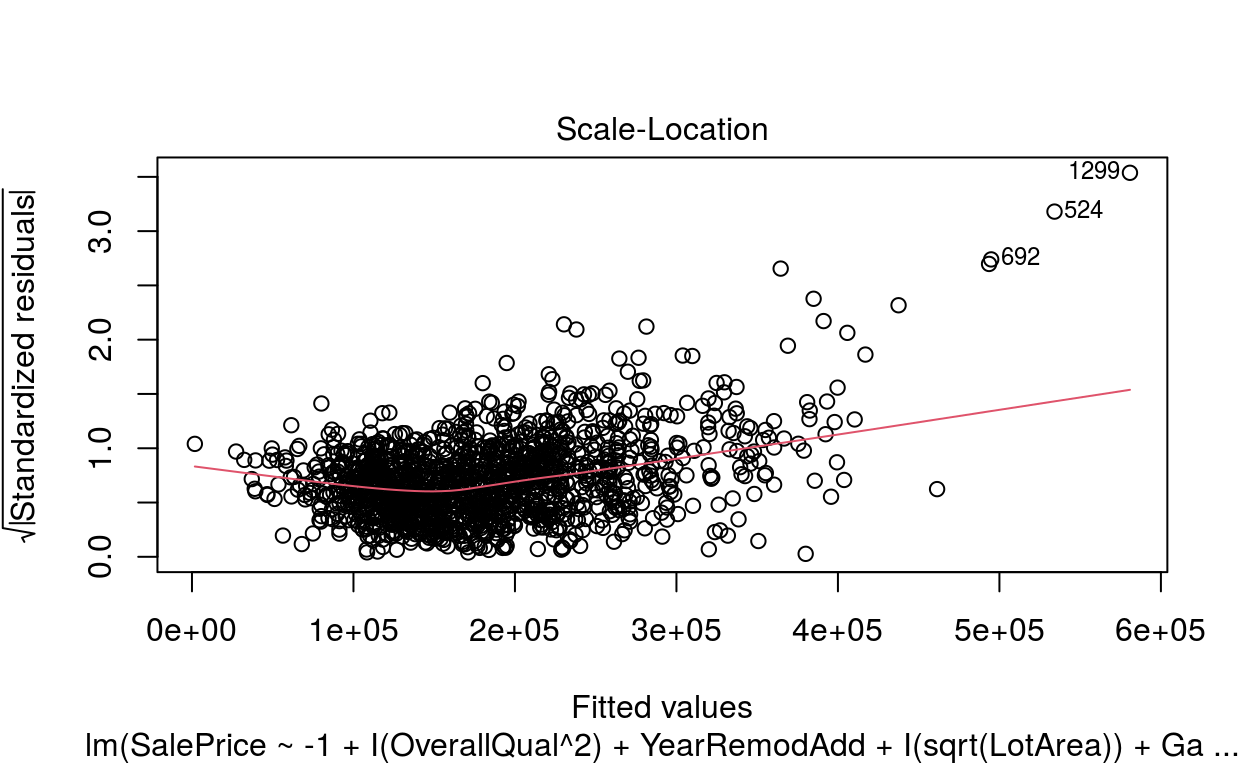 Scale-Location
√|Standardized residuals|
3.0
2.0
1.0
0.0
1299
524
692
0e+00 1e+05 2e+05 3e+05 4e+05 5e+05 6e+05
Fitted values
lm(SalePrice ~ -1 + I(OverallQual^2) + YearRemodAdd + I(sqrt(LotArea)) + Ga ...